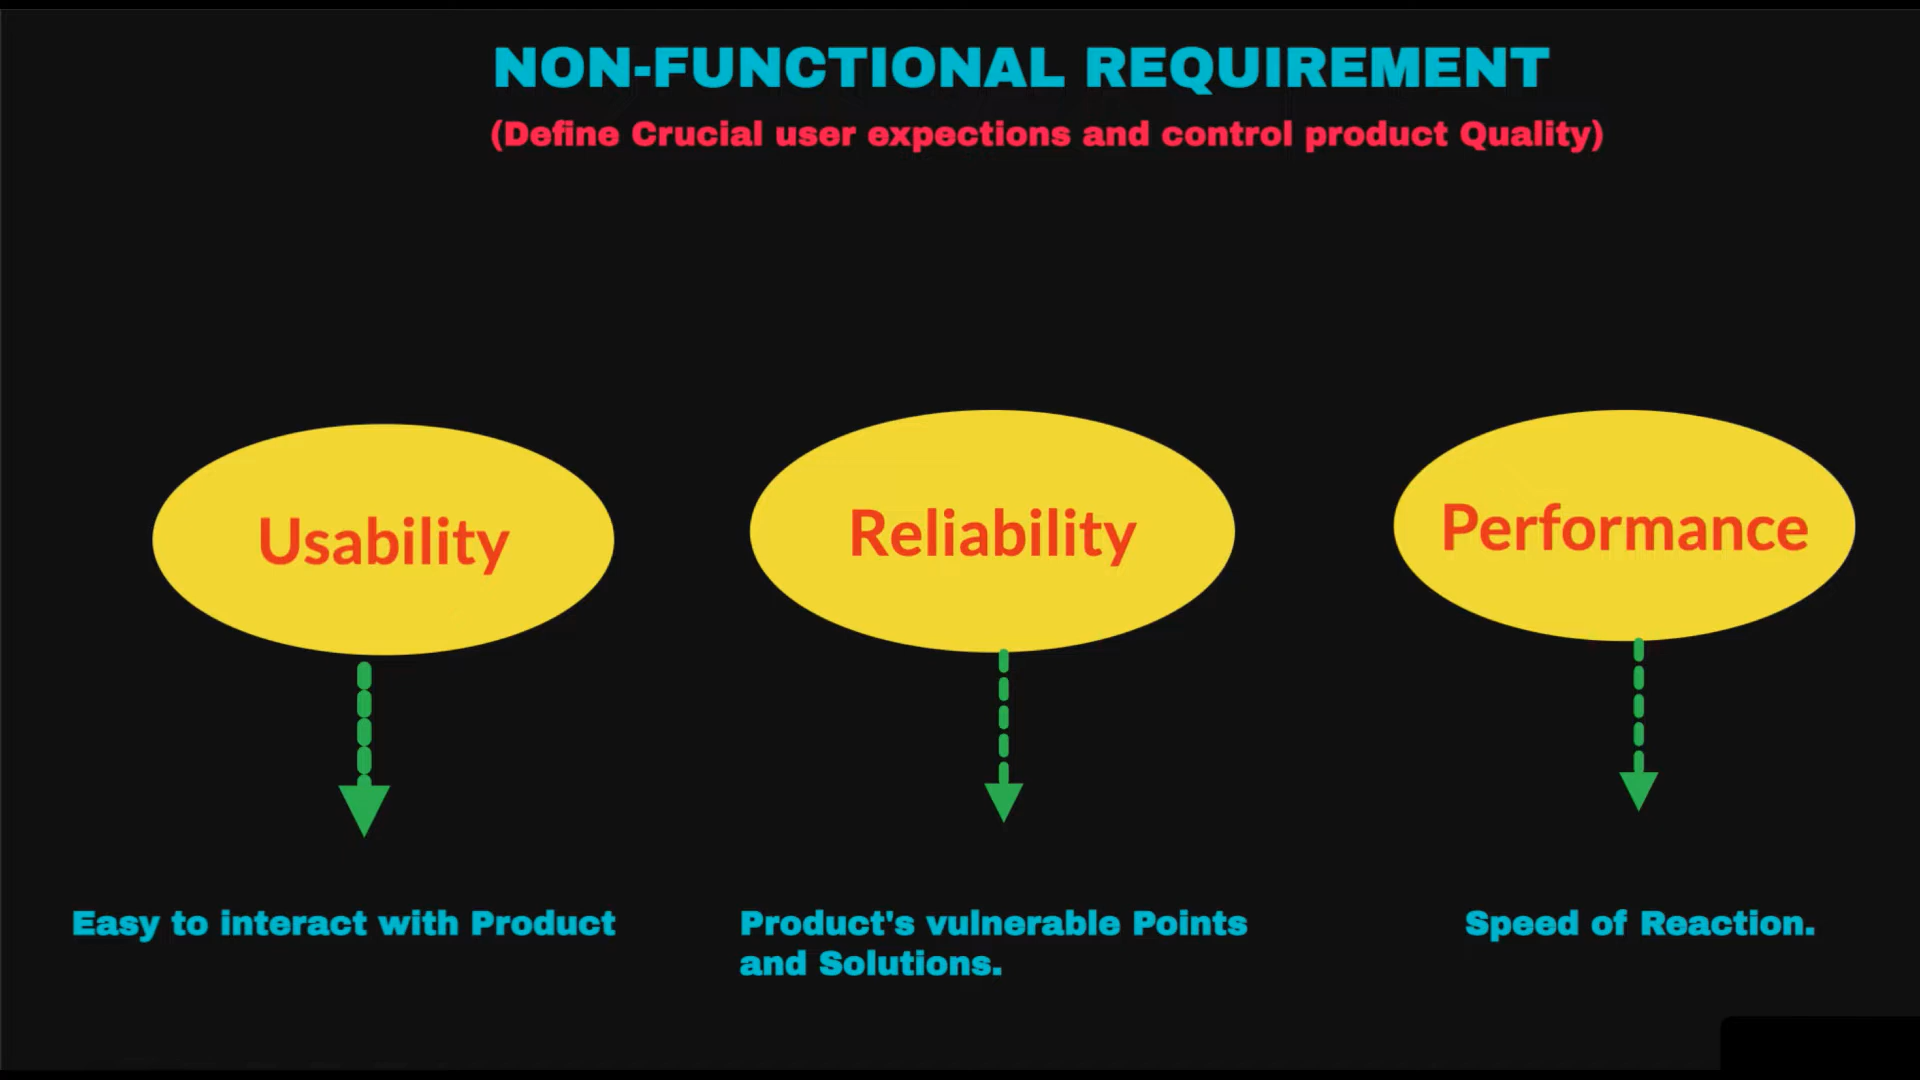 NON-FUNCTIONAL REQUIREMENT
(Define Crucial user expections and control product Quality)
Usability
Reliability
Performance
Easy to interact with Product
Product's vulnerable Points
and Solutions.
Speed of Reaction.